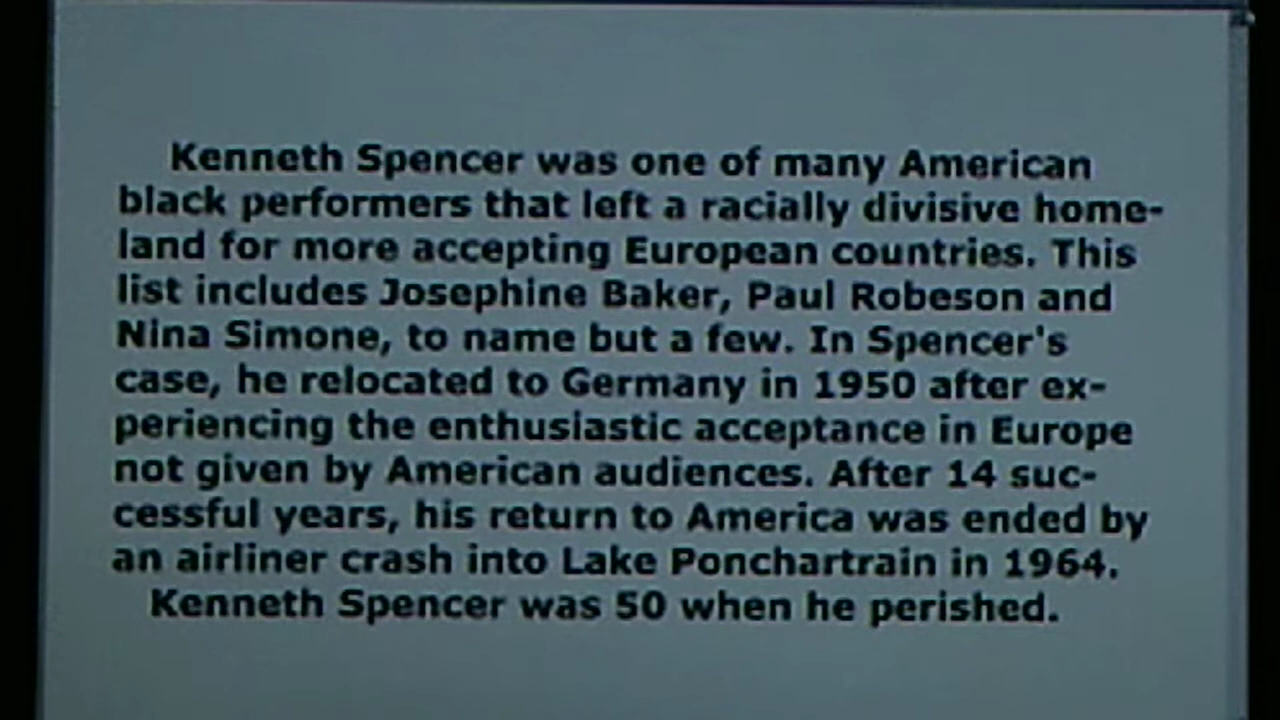 Kenneth Spencer was one of many American
black performers that left a racially divisive home-
land for more accepting European countries. This
list includes Josephine Baker, Paul Robeson and
Nina Simone, to name but a few. In Spencer's
case, he relocated to Germany in 1950 after ex-
periencing the enthusiastic acceptance in Europe
not given by American audiences. After 14 suc-
cessful years, his return to America was ended by
an airliner crash into Lake Ponchartrain in 1964.
Kenneth Spencer was 50 when he perished.